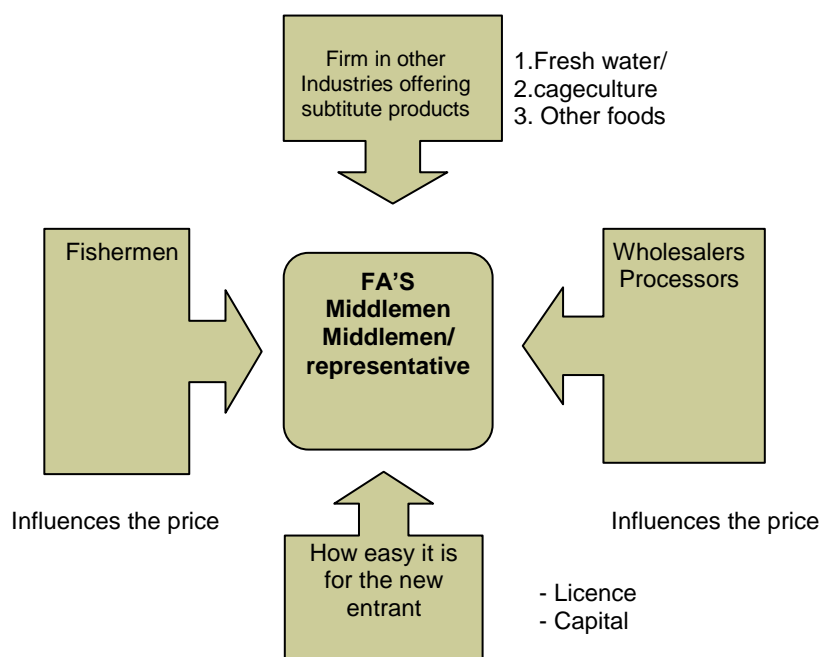 Firm in other
Industries offering
subtitute products
1.Fresh water/
2.cageculture
3. Other foods
Fishermen
FA'S
Middlemen
Middlemen/
representative
Wholesalers
Processors
Influences the price
Influences the price
How easy it is
for the new
entrant
- Licence
- Capital